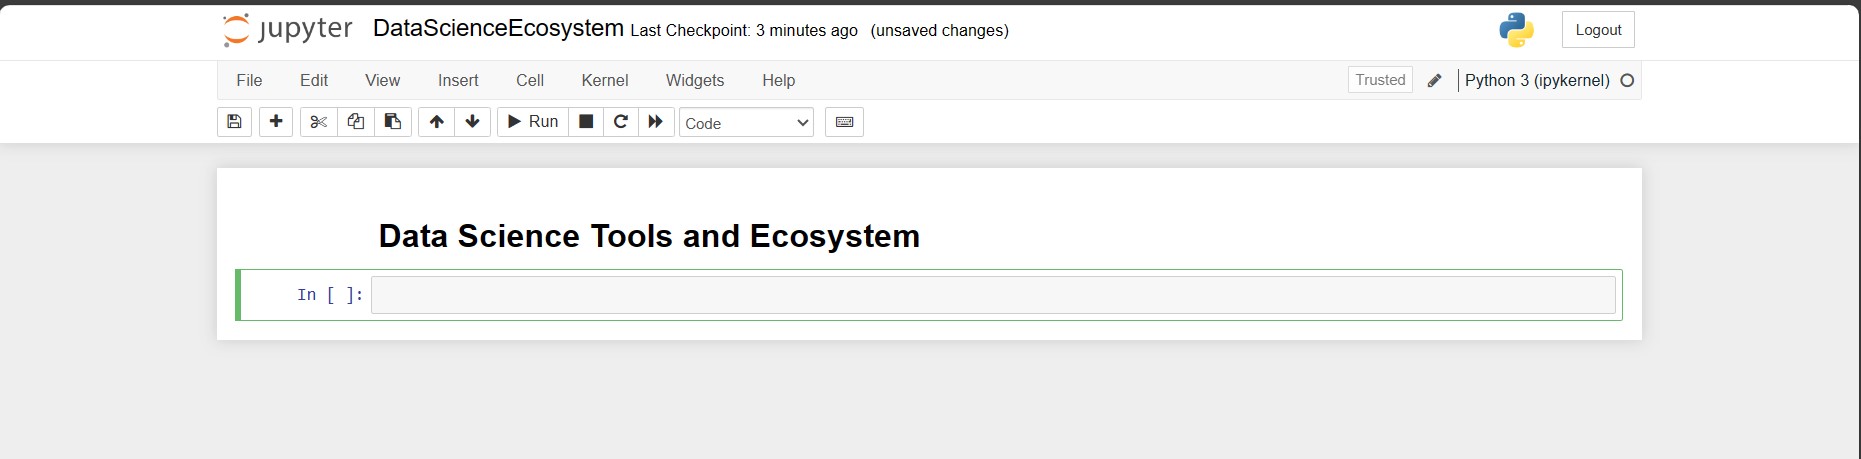 jupyter DataScienceEcosystem Last Checkpoint: 3 minutes ago (unsaved changes) Logout
File Edit View Insert Cell Kernel Widgets Help Trusted Python 3 (ipykernel)
Run Code
Data Science Tools and Ecosystem
In [ ]: